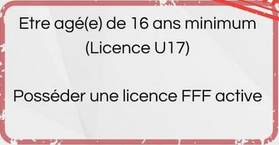 Etre agé(e) de 16 ans minimum
(Licence U17)
Posséder une licence FFF active